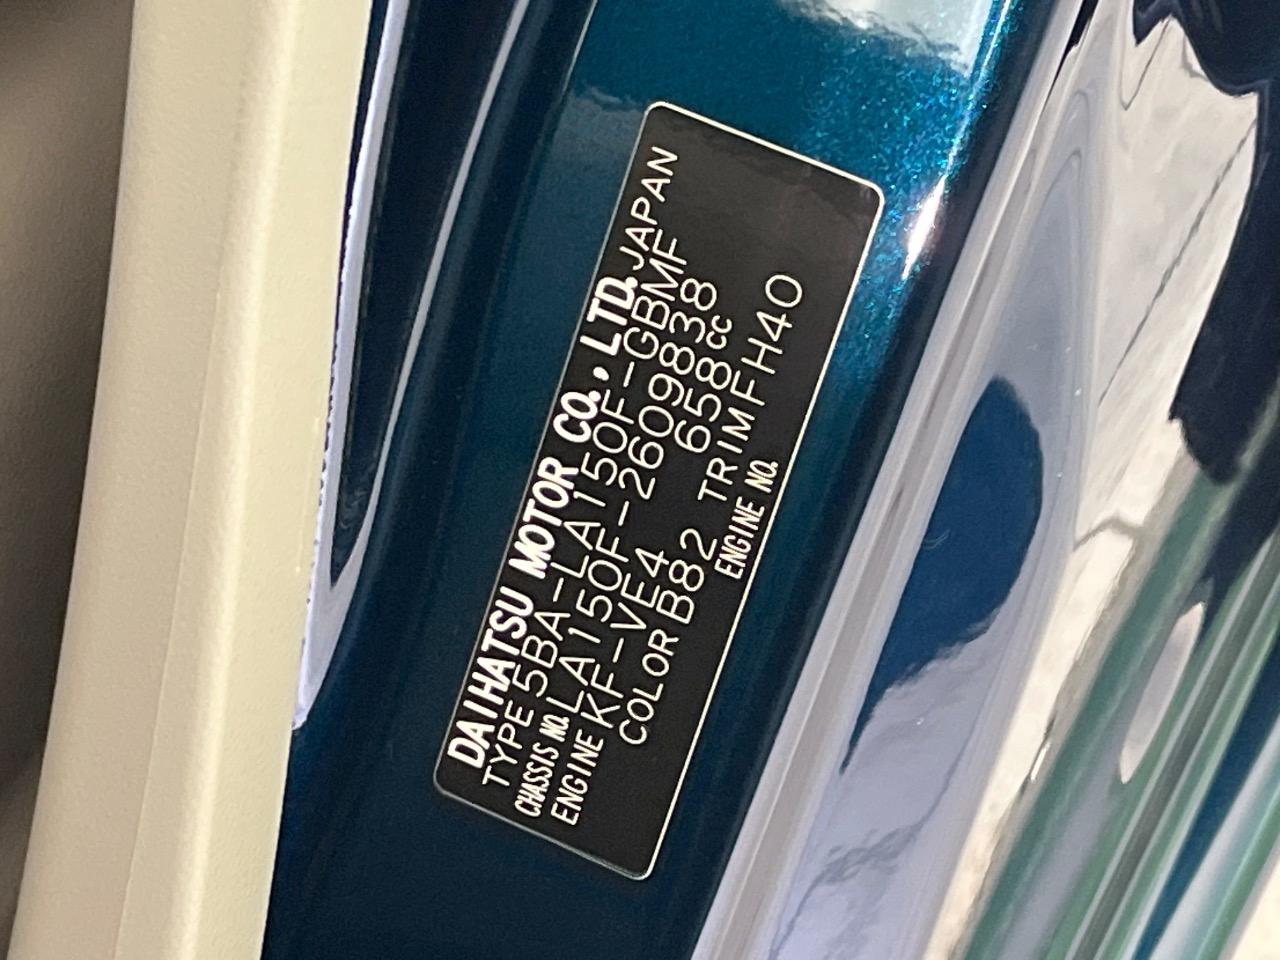 DAIHATSU MOTOR CO., LTD. JAPAN
TYPE 5BA-LA150F-GBMF
CHASSIS NO. LA150F-2609838
ENGINE KF-VE4 658cc
COLOR B82 TRIM FH40
ENGINE NO.